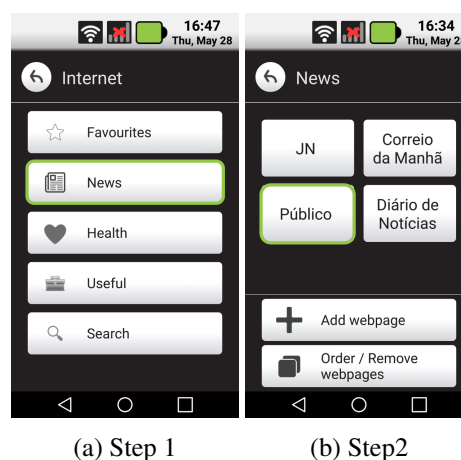 16:47
Thu, May 28
Internet
Favourites
News
Health
Useful
Search
(a) Step 1
16:34
Thu, May 2
News
JN
Correio
da Manhã
Público
Diário de
Notícias
Add webpage
Order / Remove
webpages
(b) Step2